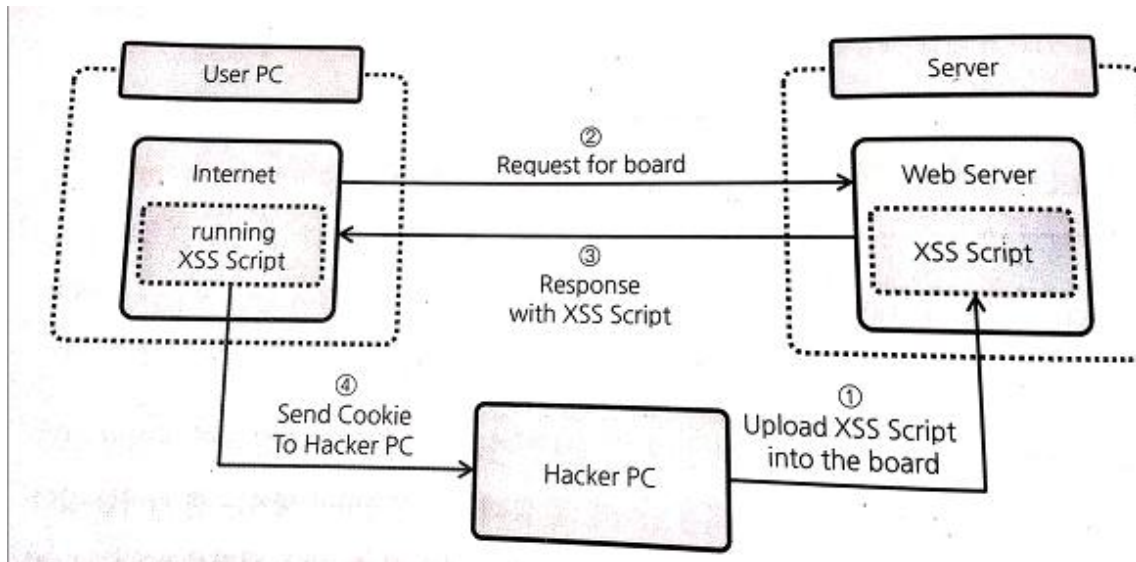 User PC
Server
Internet
running
XSS Script
②
Request for board
Web Server
XSS Script
③
Response
with XSS Script
④
Send Cookie
To Hacker PC
Hacker PC
①
Upload XSS Script
into the board